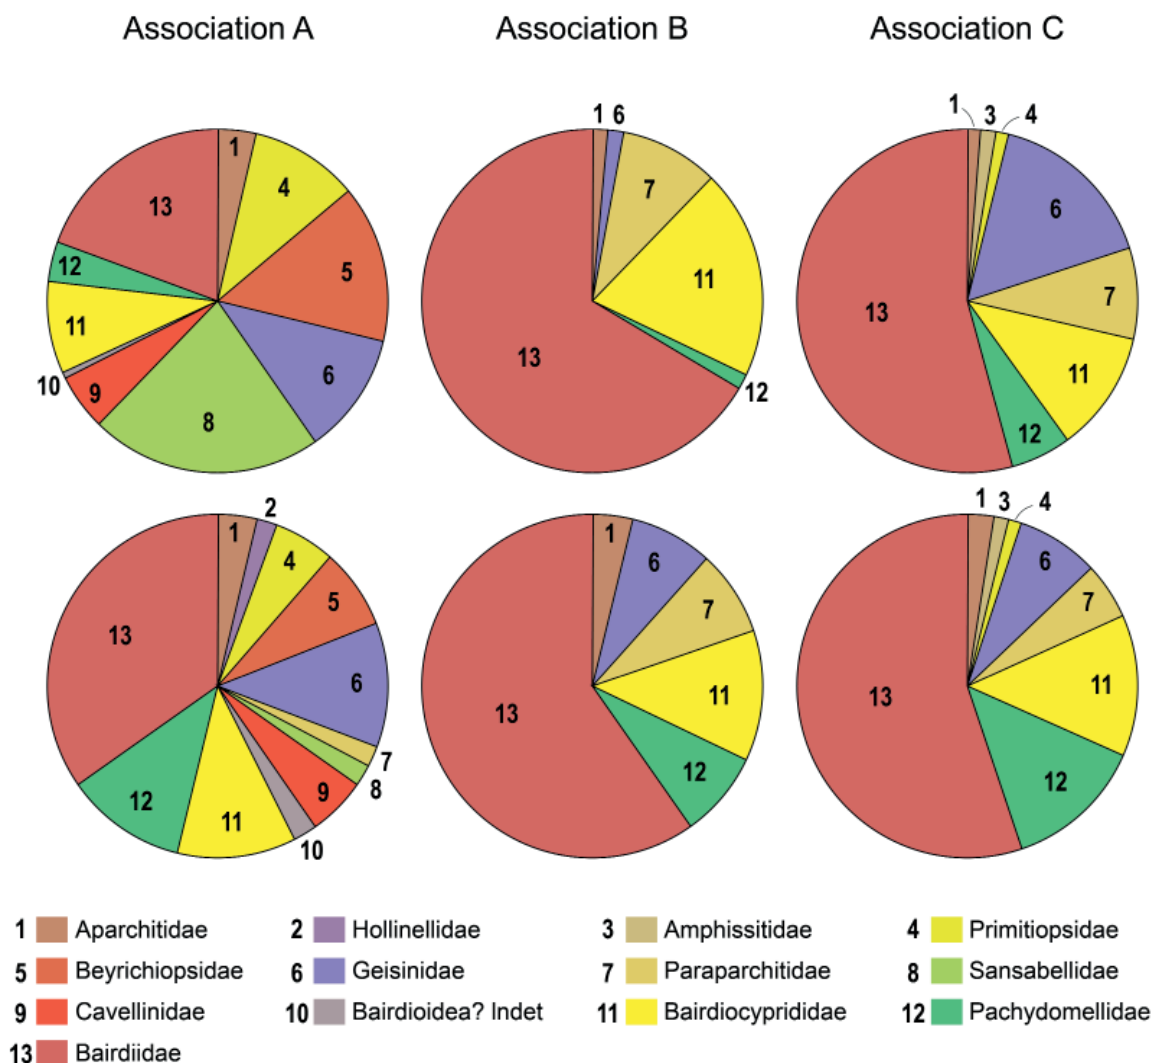 Association A Association B Association C
1 4 5 6 8 9 10 11 12 13
1 6 7 11 12 13
1 3 4 6 7 11 12 13
1 2 4 5 6 7 8 9 10 11 12 13
1 6 7 11 12 13
1 3 4 6 7 11 12 13
1 Aparchitidae 2 Hollinellidae 3 Amphissitidae 4 Primitiopsidae
5 Beyrichiopsidae 6 Geisinidae 7 Paraparchitidae 8 Sansabellidae
9 Cavellinidae 10 Bairdioidea? Indet 11 Bairdiocyprididae 12 Pachydomellidae
13 Bairdiidae